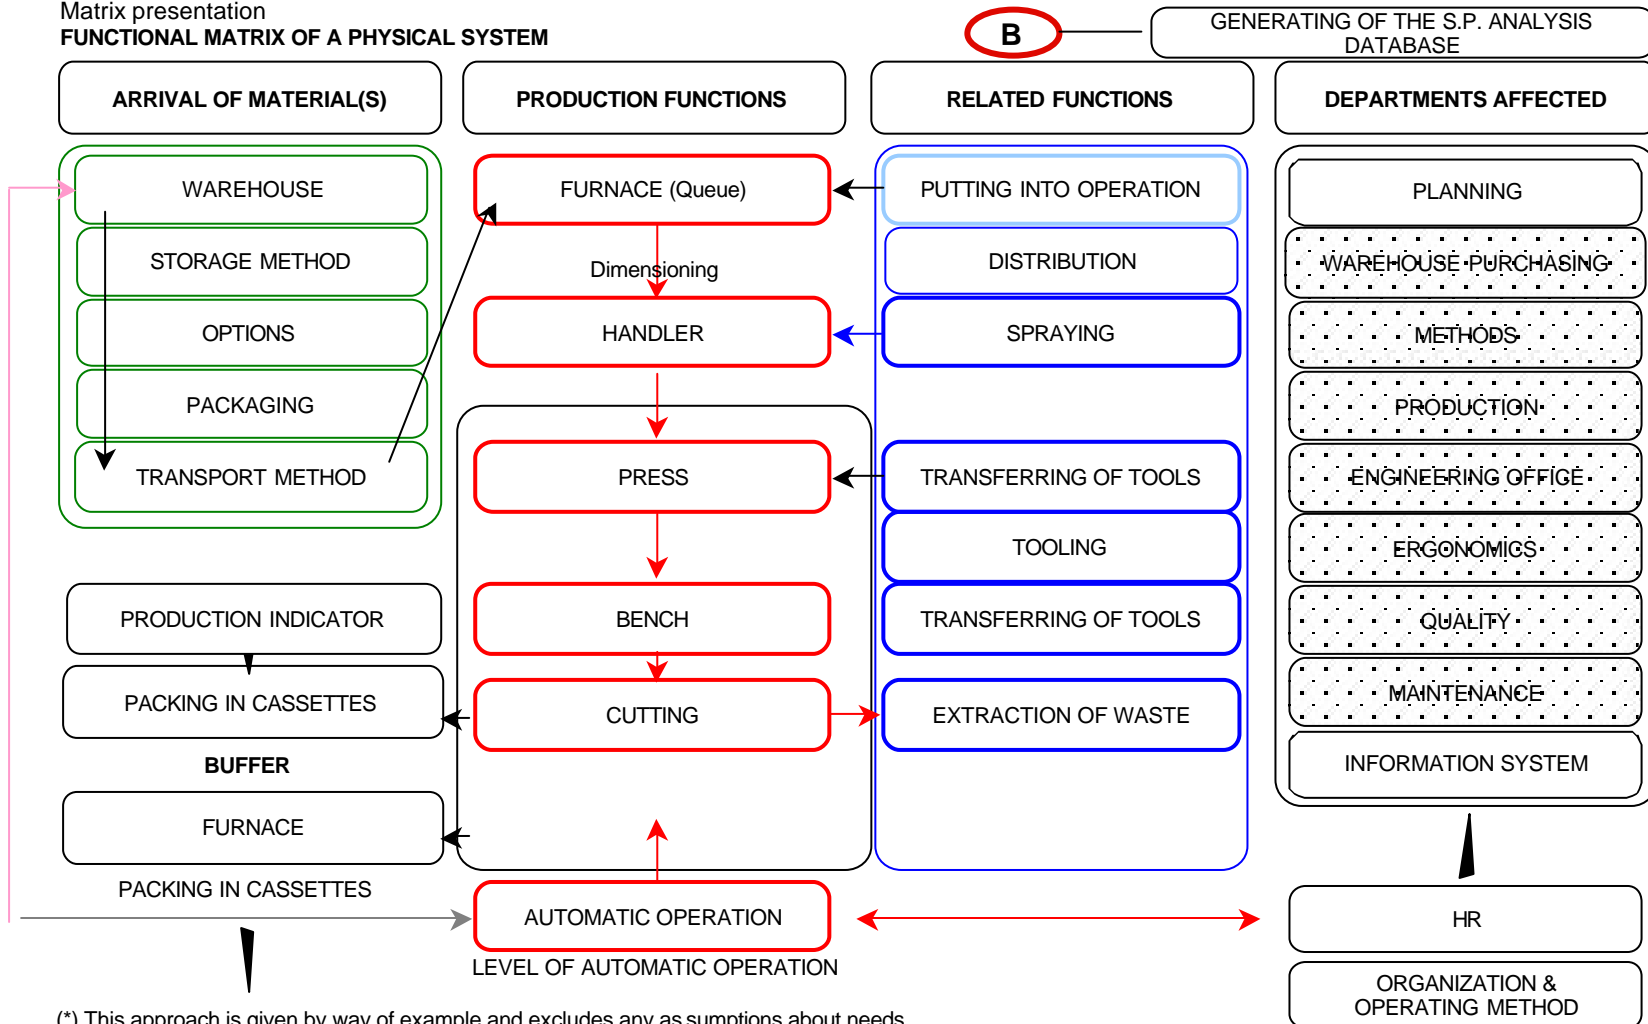 Matrix presentation
FUNCTIONAL MATRIX OF A PHYSICAL SYSTEM
B
GENERATING OF THE S.P. ANALYSIS
DATABASE
ARRIVAL OF MATERIAL(S)
PRODUCTION FUNCTIONS
RELATED FUNCTIONS
DEPARTMENTS AFFECTED
WAREHOUSE
STORAGE METHOD
OPTIONS
PACKAGING
TRANSPORT METHOD
PRODUCTION INDICATOR
PACKING IN CASSETTES
BUFFER
FURNACE
PACKING IN CASSETTES
FURNACE (Queue)
Dimensioning
HANDLER
PRESS
BENCH
CUTTING
AUTOMATIC OPERATION
LEVEL OF AUTOMATIC OPERATION
PUTTING INTO OPERATION
DISTRIBUTION
SPRAYING
TRANSFERRING OF TOOLS
TOOLING
TRANSFERRING OF TOOLS
EXTRACTION OF WASTE
PLANNING
WAREHOUSE PURCHASING
METHODS
PRODUCTION
ENGINEERING OFFICE
ERGONOMICS
QUALITY
MAINTENANCE
INFORMATION SYSTEM
HR
ORGANIZATION &
OPERATING METHOD
(*) This approach is given by way of example and excludes any as sumptions about needs